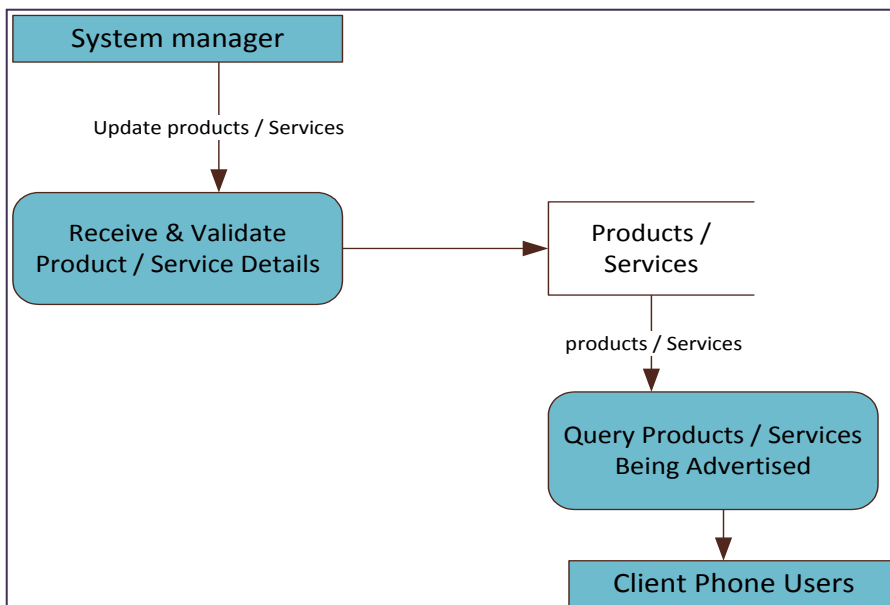 System manager
Update products / Services
Receive & Validate
Product / Service Details
Products /
Services
products / Services
Query Products / Services
Being Advertised
Client Phone Users